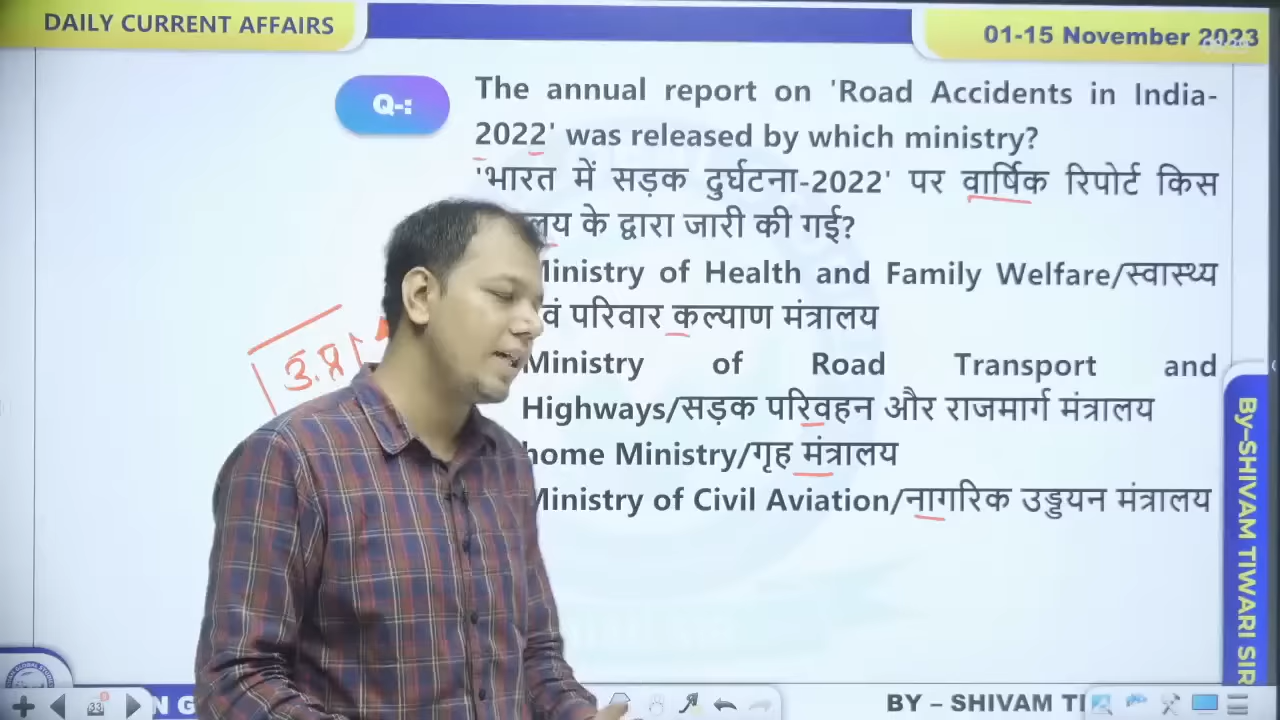 DAILY CURRENT AFFAIRS
01-15 November 2023
Q-:
The annual report on 'Road Accidents in India-
2022' was released by which ministry?
'भारत में सड़क दुर्घटना-2022' पर वार्षिक रिपोर्ट किस
के द्वारा जारी की गई?
Ministry of Health and Family Welfare/स्वास्थ्य
परिवार कल्याण मंत्रालय
Ministry of Road Transport and
Highways/सड़क परिवहन और राजमार्ग मंत्रालय
home Ministry/गृह मंत्रालय
Ministry of Civil Aviation/नागरिक उड्डयन मंत्रालय
उ.प्र
By-SHIVAM TIWARI SIR
33
N G
BY – SHIVAM TI